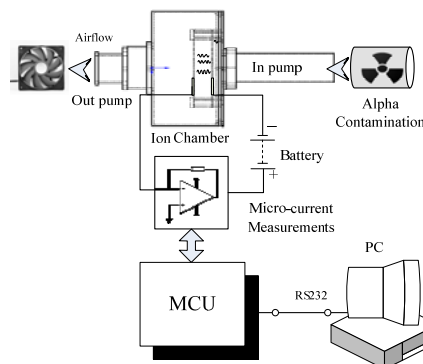 Airflow
Out pump
In pump
Alpha
Contamination
Ion Chamber
−
Battery
+
Micro-current
Measurements
PC
MCU
RS232